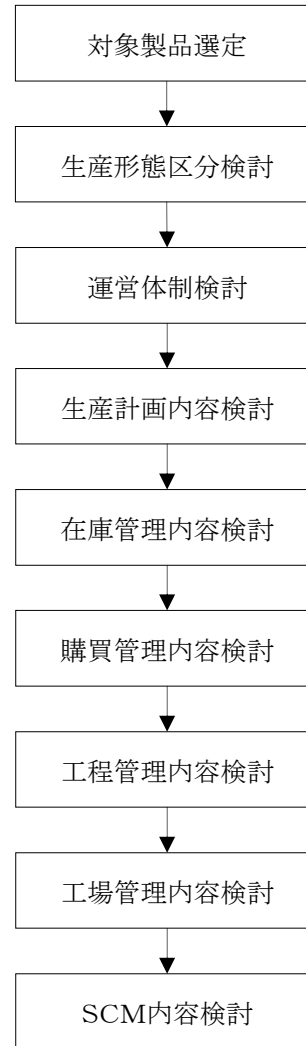 対象製品選定
生産形態区分検討
運営体制検討
生産計画内容検討
在庫管理内容検討
購買管理内容検討
工程管理内容検討
工場管理内容検討
SCM内容検討